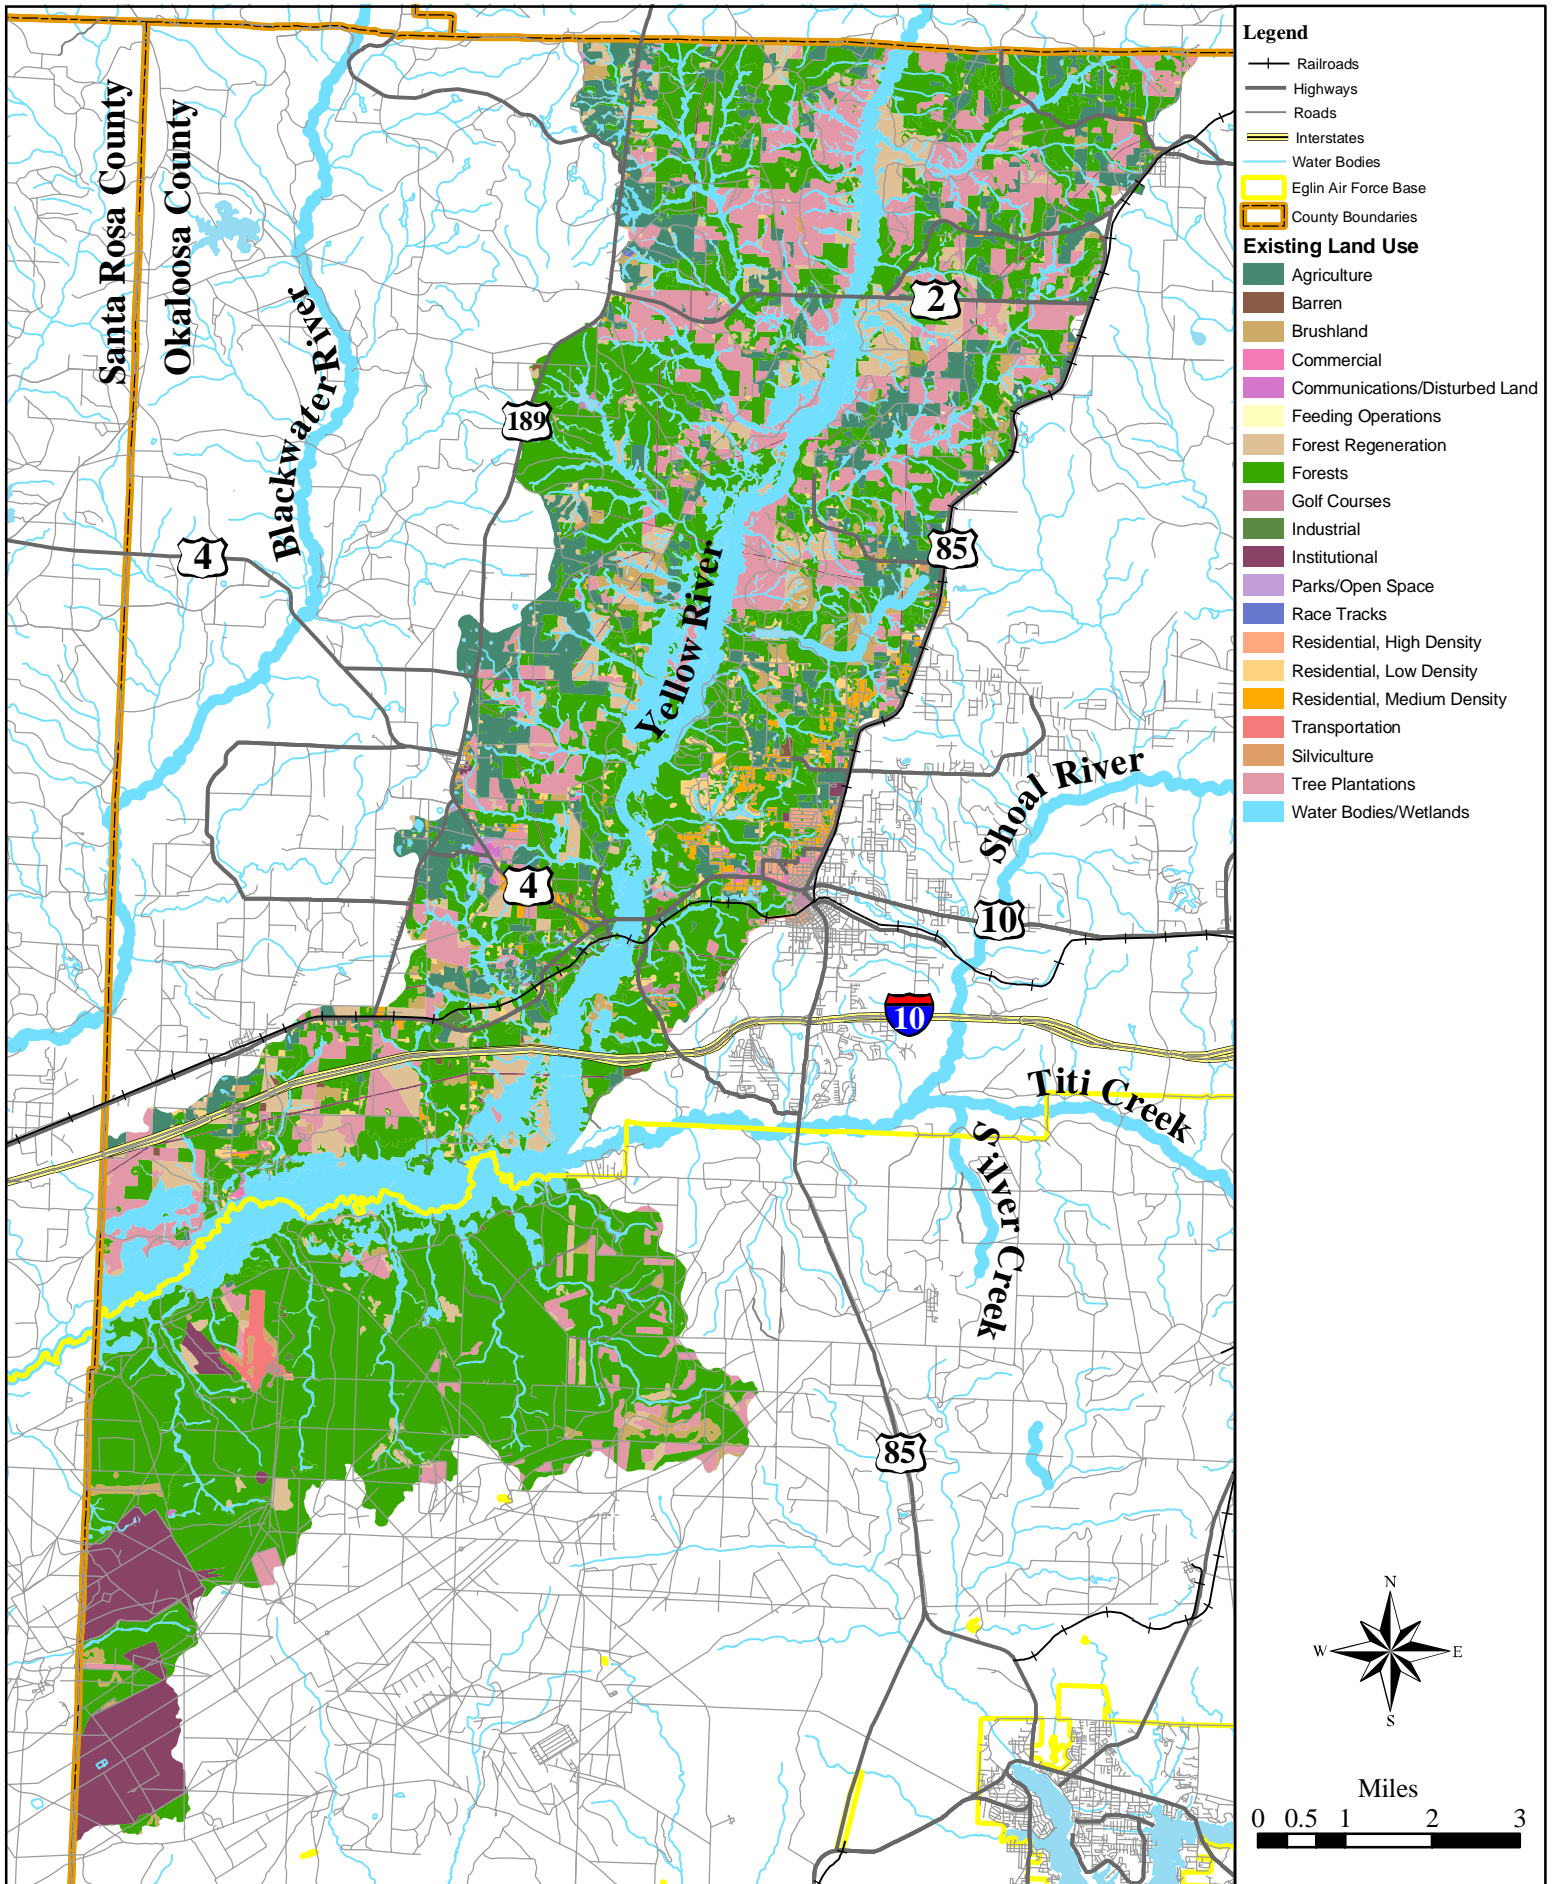 Santa Rosa County
Okaloosa County
Blackwater River
Yellow River
Shoal River
Titi Creek
Silver Creek
2
189
4
85
4
10
10
85
Legend
Railroads
Highways
Roads
Interstates
Water Bodies
Eglin Air Force Base
County Boundaries
Existing Land Use
Agriculture
Barren
Brushland
Commercial
Communications/Disturbed Land
Feeding Operations
Forest Regeneration
Forests
Golf Courses
Industrial
Institutional
Parks/Open Space
Race Tracks
Residential, High Density
Residential, Low Density
Residential, Medium Density
Transportation
Silviculture
Tree Plantations
Water Bodies/Wetlands
N
W E
S
Miles
0 0.5 1 2 3